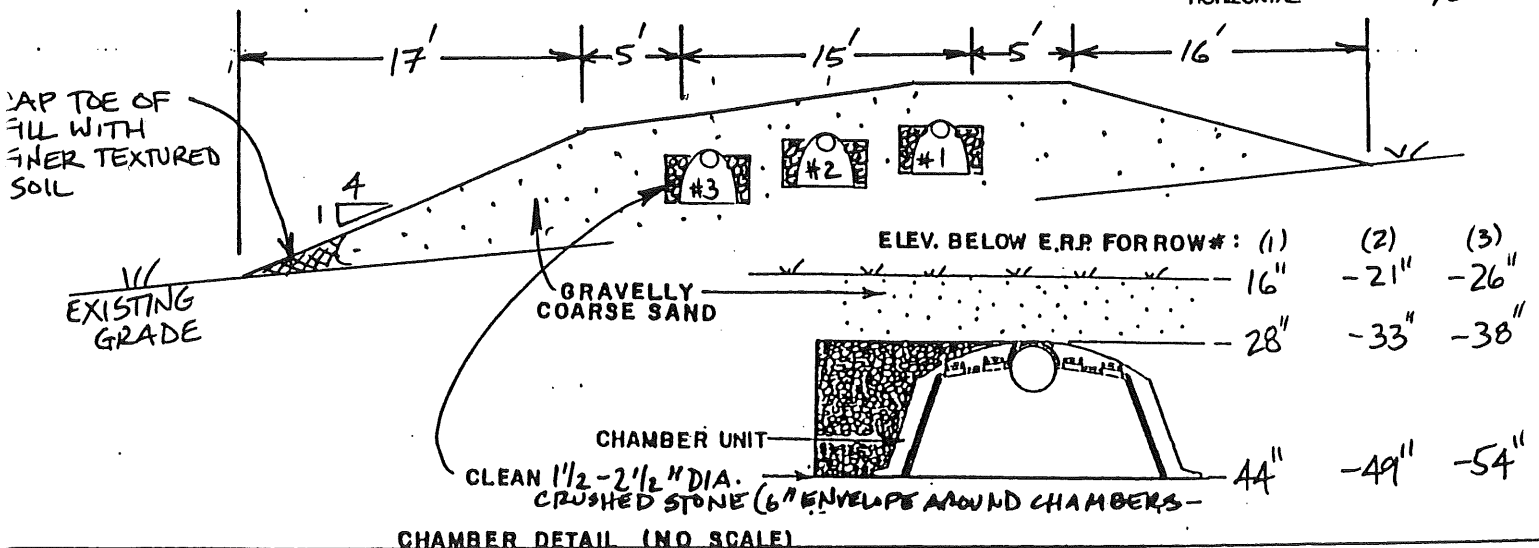 HORIZONTAL
17' 5' 15' 5' 16'
AP TOE OF
ILL WITH
INER TEXTURED
SOIL
1 4
#3 #2 #1
EXISTING
GRADE
GRAVELLY
COARSE SAND
ELEV. BELOW E.R.P. FOR ROW #: (1) (2) (3)
- 16" -21" -26"
- 28" -33" -38"
CHAMBER UNIT
- 44" -49" -54"
CLEAN 1 1/2 - 2 1/2" DIA.
CRUSHED STONE (6" ENVELOPE AROUND CHAMBERS-
CHAMBER DETAIL (NO SCALE)